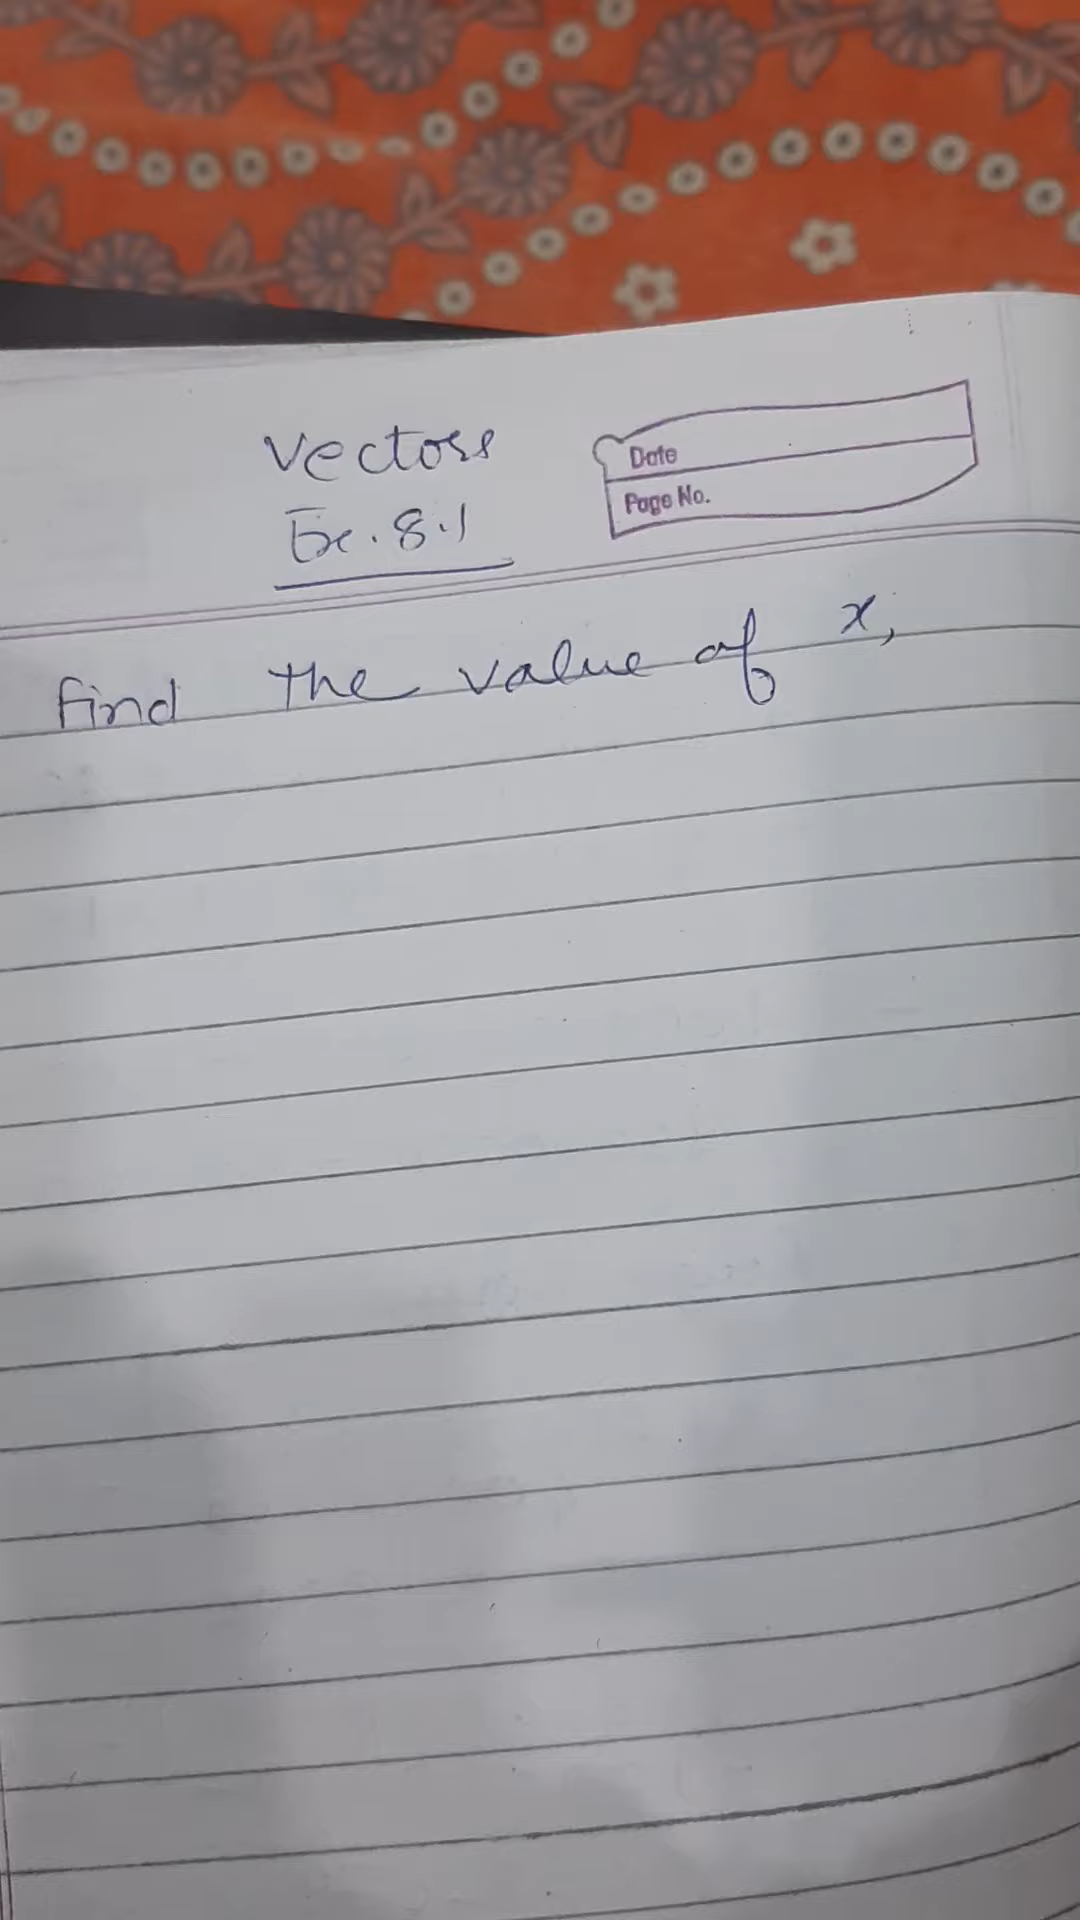 Vectors
Ex. 8.1
Date
Page No.
find the value of x,